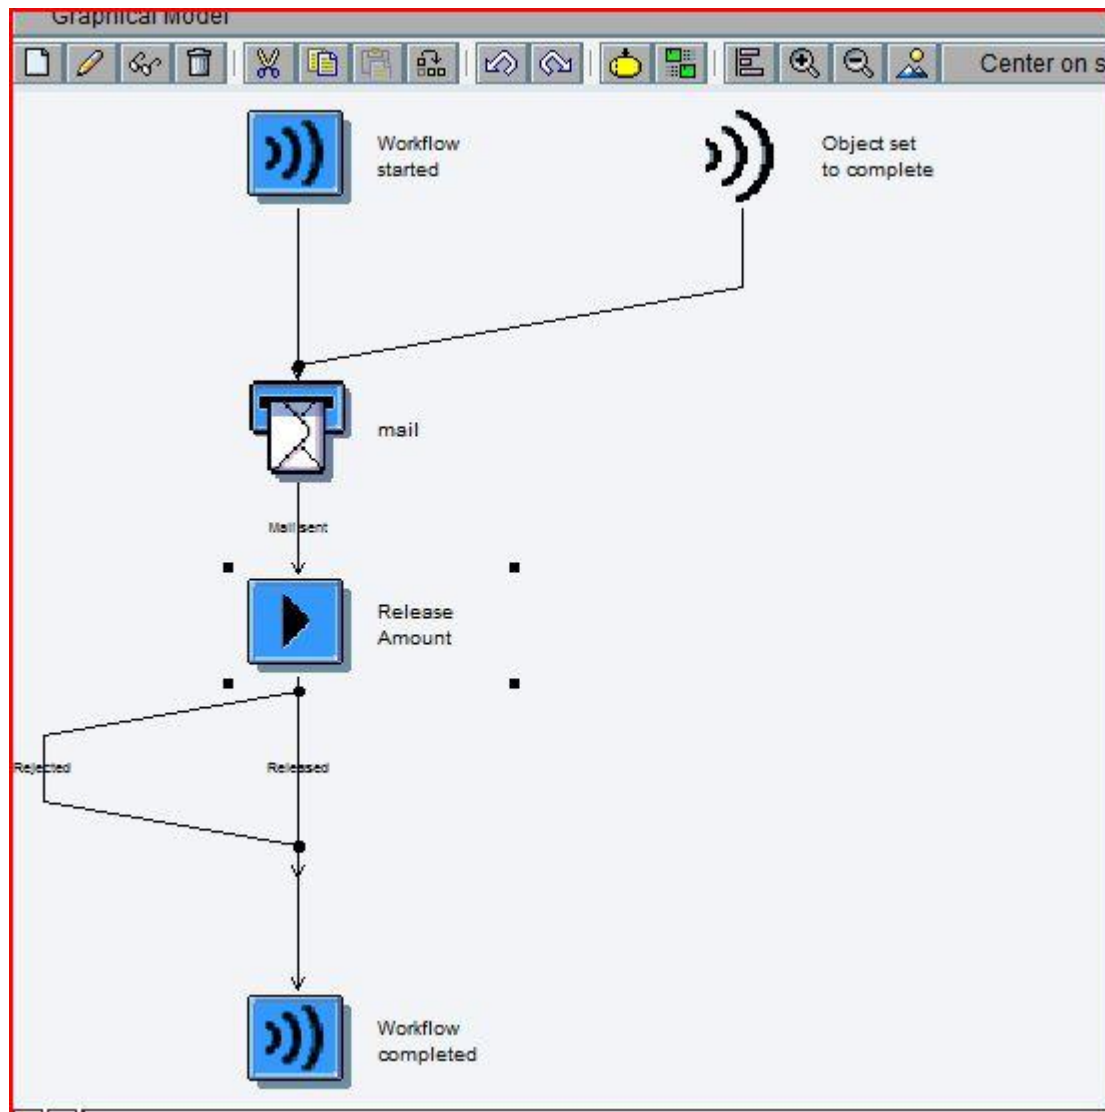 Graphical Model
Center on s
Workflow
started
Object set
to complete
mail
Mail sent
Release
Amount
Rejected
Released
Workflow
completed